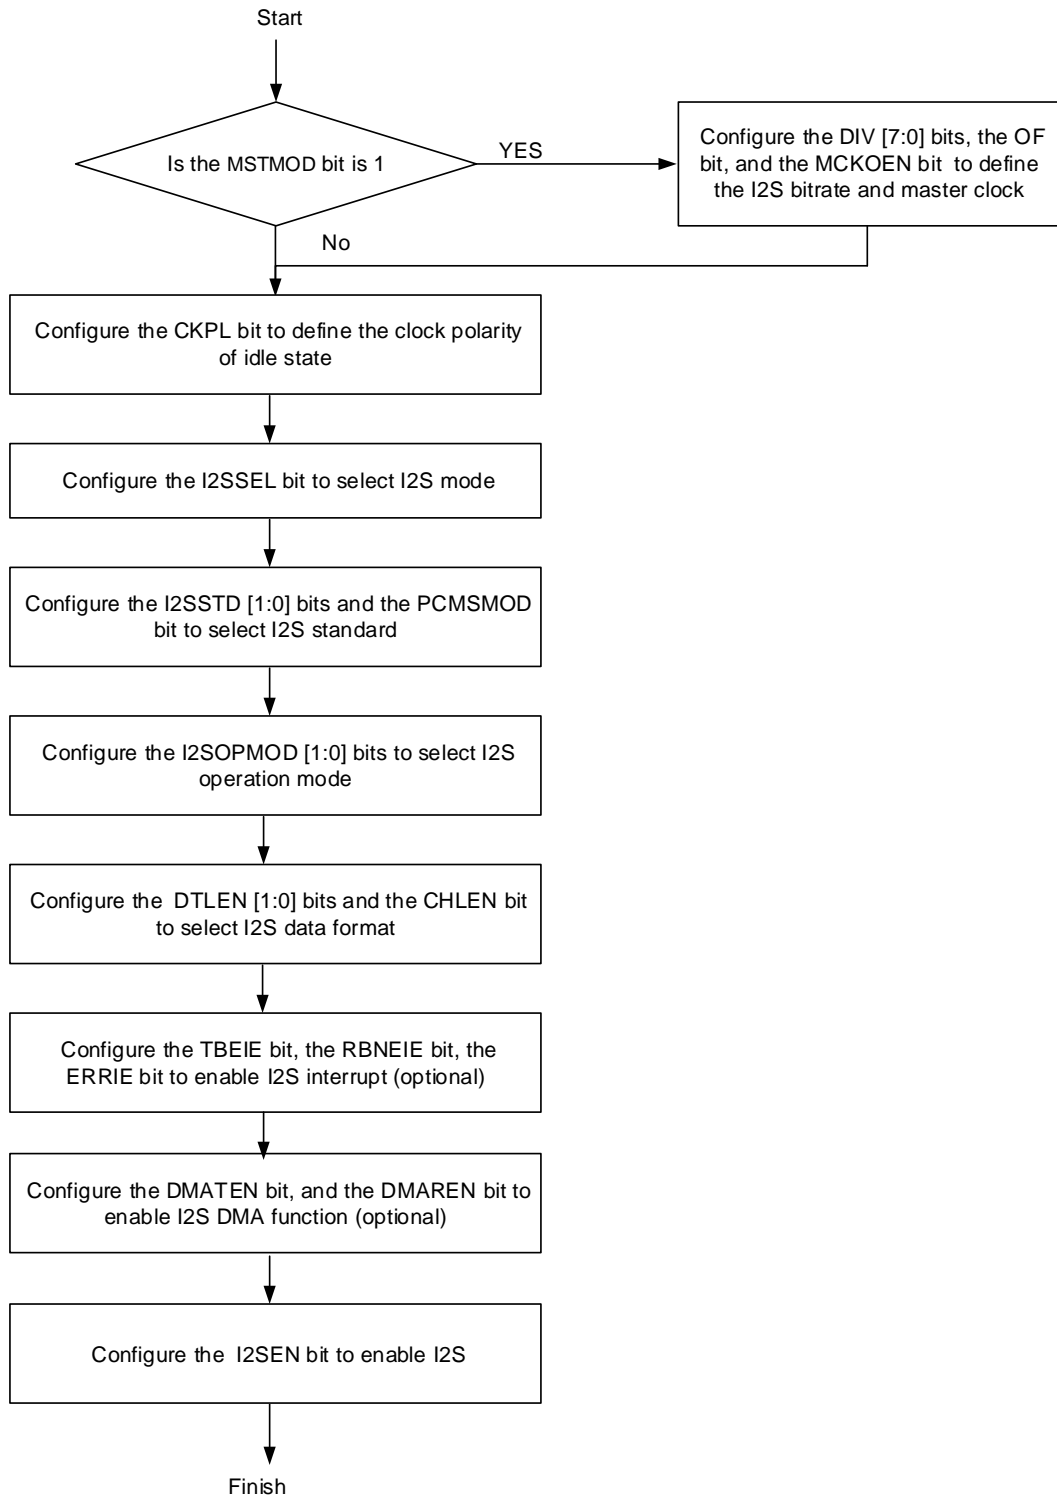 Start
Is the MSTMOD bit is 1
YES
Configure the DIV [7:0] bits, the OF
bit, and the MCKOEN bit to define
the I2S bitrate and master clock
No
Configure the CKPL bit to define the clock polarity
of idle state
Configure the I2SSEL bit to select I2S mode
Configure the I2SSTD [1:0] bits and the PCMSMOD
bit to select I2S standard
Configure the I2SOPMOD [1:0] bits to select I2S
operation mode
Configure the DTLEN [1:0] bits and the CHLEN bit
to select I2S data format
Configure the TBEIE bit, the RBNEIE bit, the
ERRIE bit to enable I2S interrupt (optional)
Configure the DMATEN bit, and the DMAREN bit to
enable I2S DMA function (optional)
Configure the I2SEN bit to enable I2S
Finish